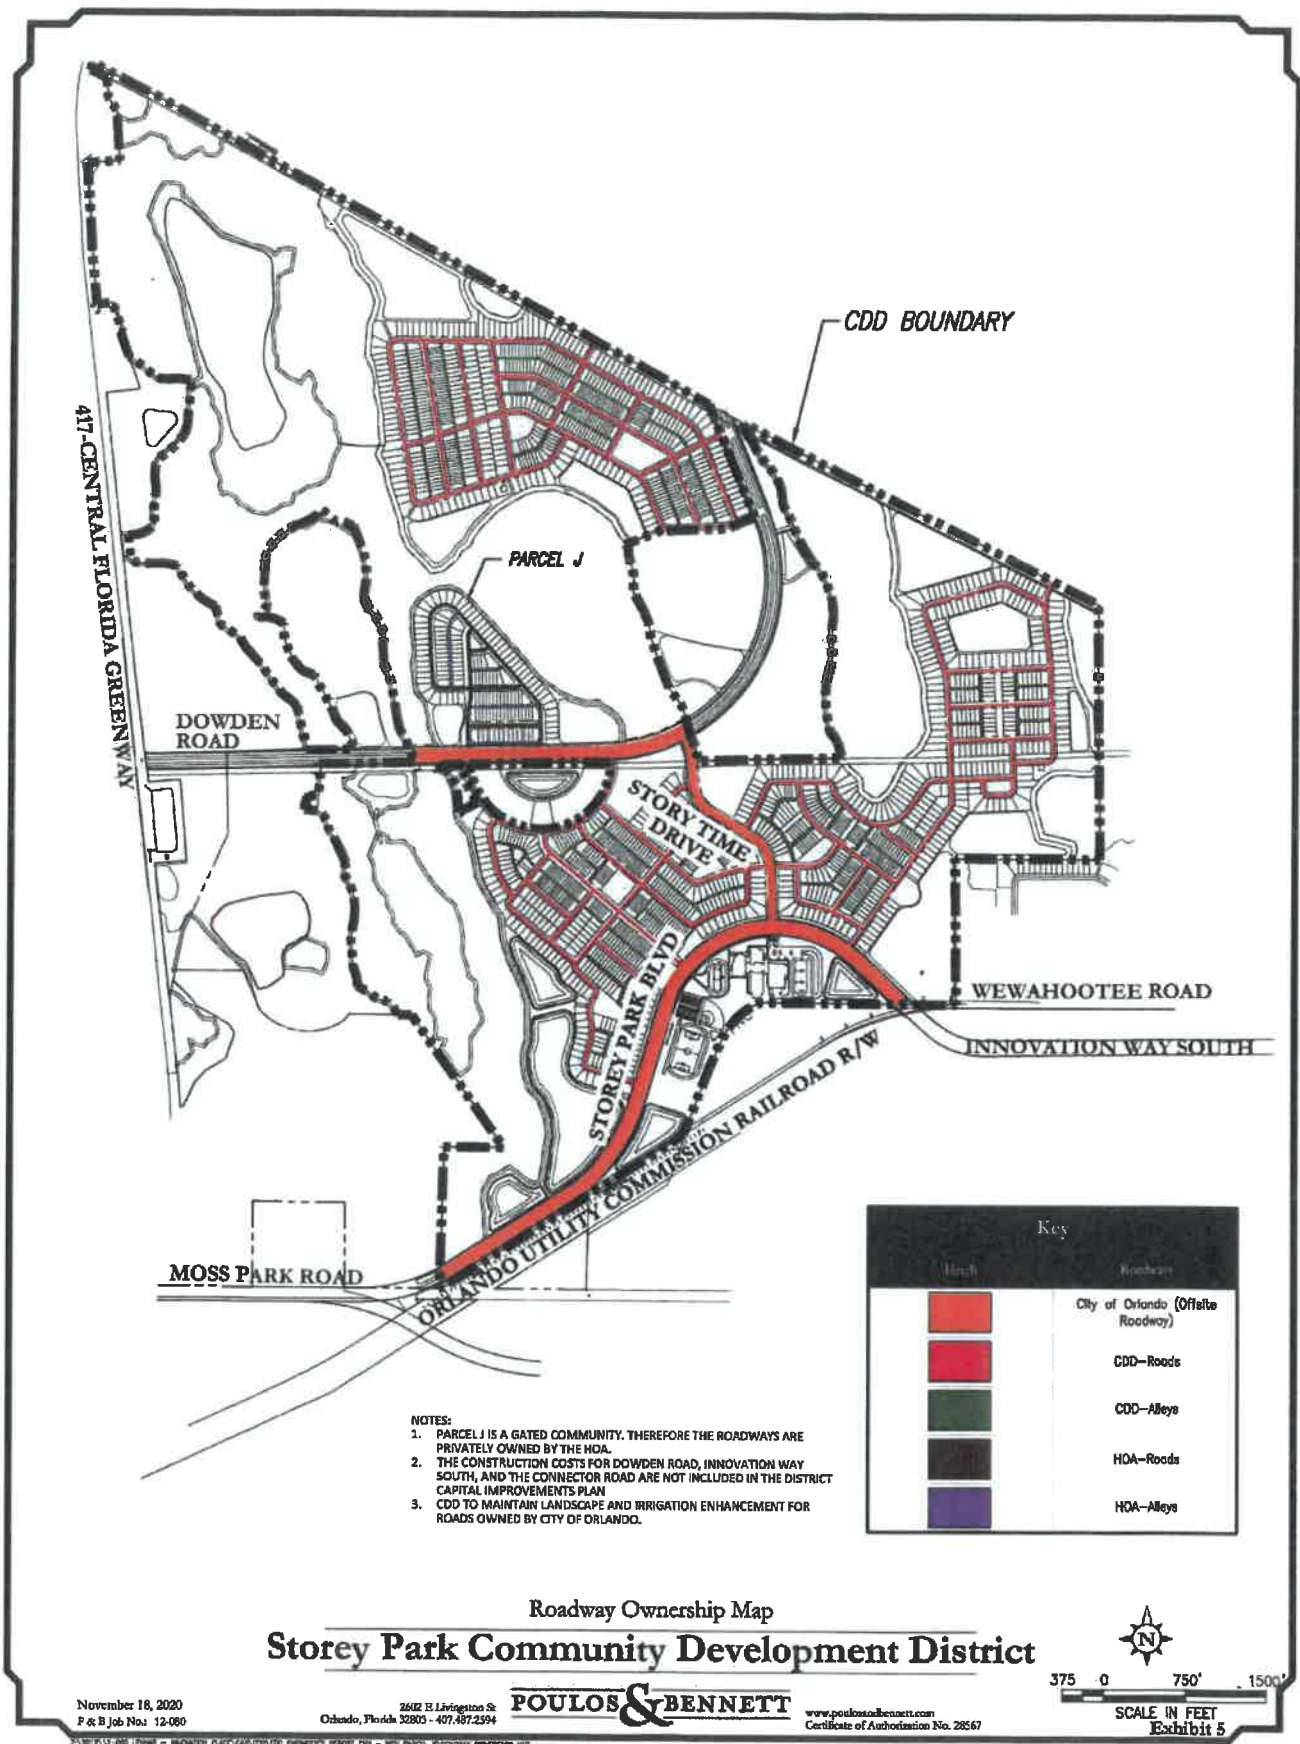 CDD BOUNDARY
417-CENTRAL FLORIDA GREENWAY
PARCEL J
DOWDEN
ROAD
STORY TIME
DRIVE
STOREY PARK BLVD
WEWAHOOTEE ROAD
INNOVATION WAY SOUTH
ORLANDO UTILITY COMMISSION RAILROAD R/W
MOSS PARK ROAD
Key
Hatch
Roadways
City of Orlando (Offsite
Roadway)
CDD-Roads
CDD-Alleys
HOA-Roads
HOA-Alleys
NOTES:
1. PARCEL J IS A GATED COMMUNITY. THEREFORE THE ROADWAYS ARE
PRIVATELY OWNED BY THE HOA.
2. THE CONSTRUCTION COSTS FOR DOWDEN ROAD, INNOVATION WAY
SOUTH, AND THE CONNECTOR ROAD ARE NOT INCLUDED IN THE DISTRICT
CAPITAL IMPROVEMENTS PLAN
3. CDD TO MAINTAIN LANDSCAPE AND IRRIGATION ENHANCEMENT FOR
ROADS OWNED BY CITY OF ORLANDO.
Roadway Ownership Map
Storey Park Community Development District
N
375 0 750' 1500'
SCALE IN FEET
Exhibit 5
November 18, 2020
P & B Job No.: 12-080
2602 E Livingston St
Orlando, Florida 32803 - 407.487.2594
POULOS & BENNETT
www.poulosandbennett.com
Certificate of Authorization No. 28567